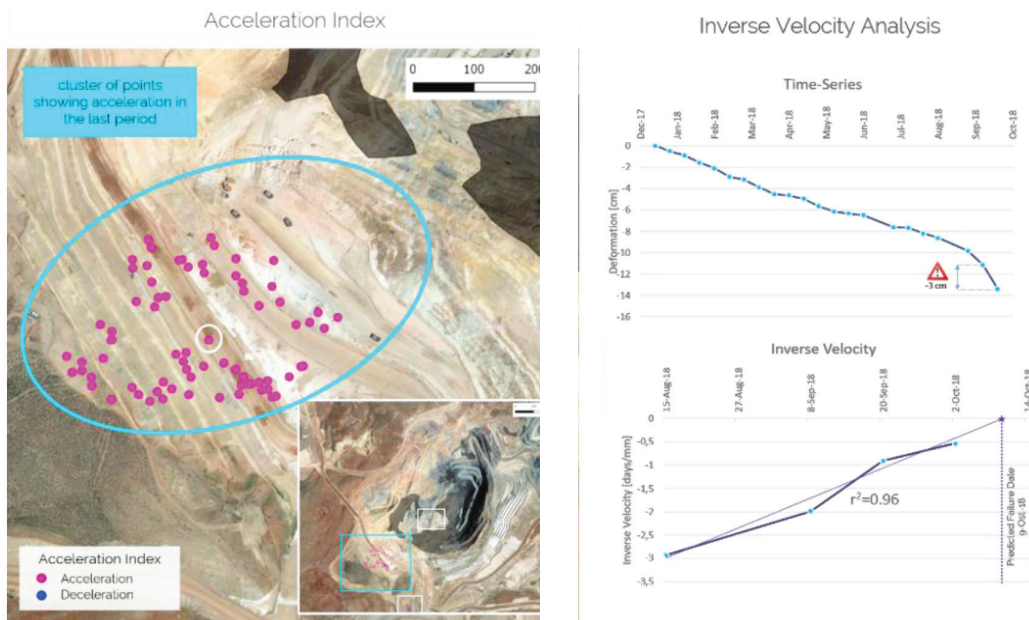 Acceleration Index
cluster of points
showing acceleration in
the last period
0 100 200
Acceleration Index
Acceleration
Deceleration
Inverse Velocity Analysis
Time-Series
Dec-17
Jan-18
Feb-18
Mar-18
Apr-18
May-18
Jun-18
Jul-18
Aug-18
Sep-18
Oct-18
Deformation [cm]
0
-2
-4
-6
-8
-10
-12
-14
-16
-3 cm
Inverse Velocity
15-Aug-18
27-Aug-18
8-Sep-18
20-Sep-18
2-Oct-18
14-Oct-18
Inverse Velocity [days/mm]
0
-0,5
-1
-1,5
-2
-2,5
-3
-3,5
r²=0.96
Predicted Failure Date
9-Oct-18